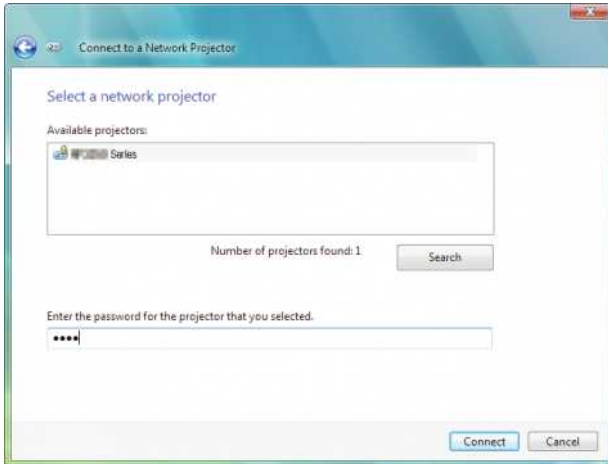 Connect to a Network Projector
Select a network projector
Available projectors:
Series
Number of projectors found: 1
Search
Enter the password for the projector that you selected.
••••
Connect
Cancel